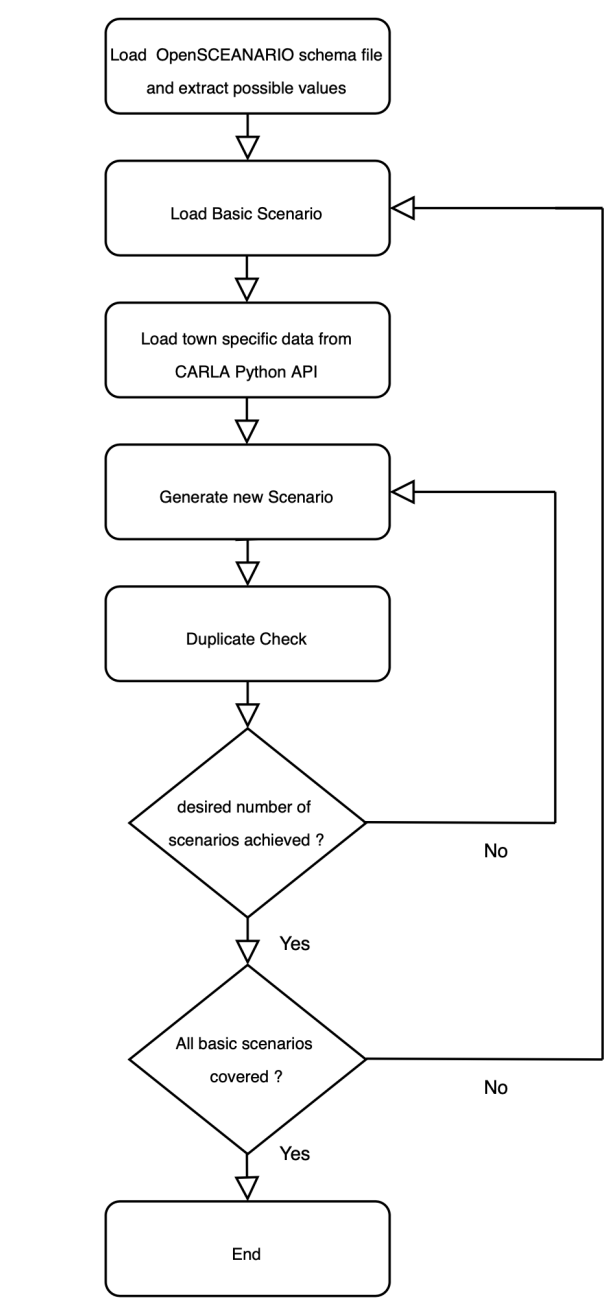 Load OpenSCEANARIO schema file
and extract possible values
Load Basic Scenario
Load town specific data from
CARLA Python API
Generate new Scenario
Duplicate Check
desired number of
scenarios achieved ?
No
Yes
All basic scenarios
covered ?
No
Yes
End